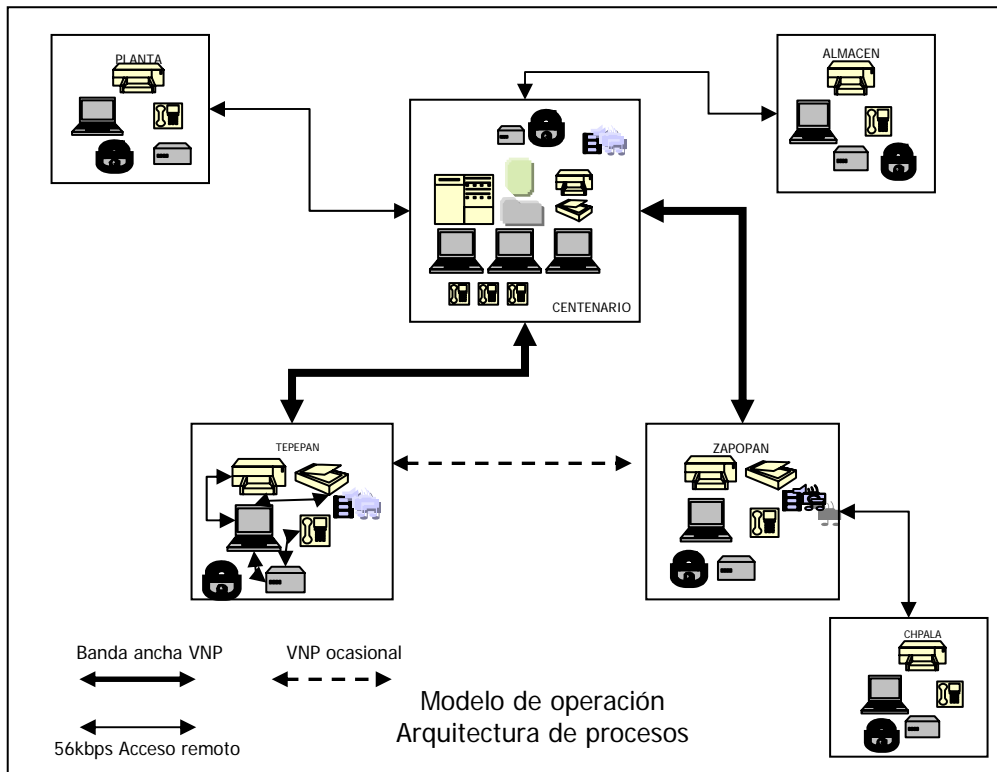 PLANTA
ALMACEN
CENTENARIO
TEPEPAN
ZAPOPAN
CHPALA
Banda ancha VNP
VNP ocasional
56kbps Acceso remoto
Modelo de operación
Arquitectura de procesos